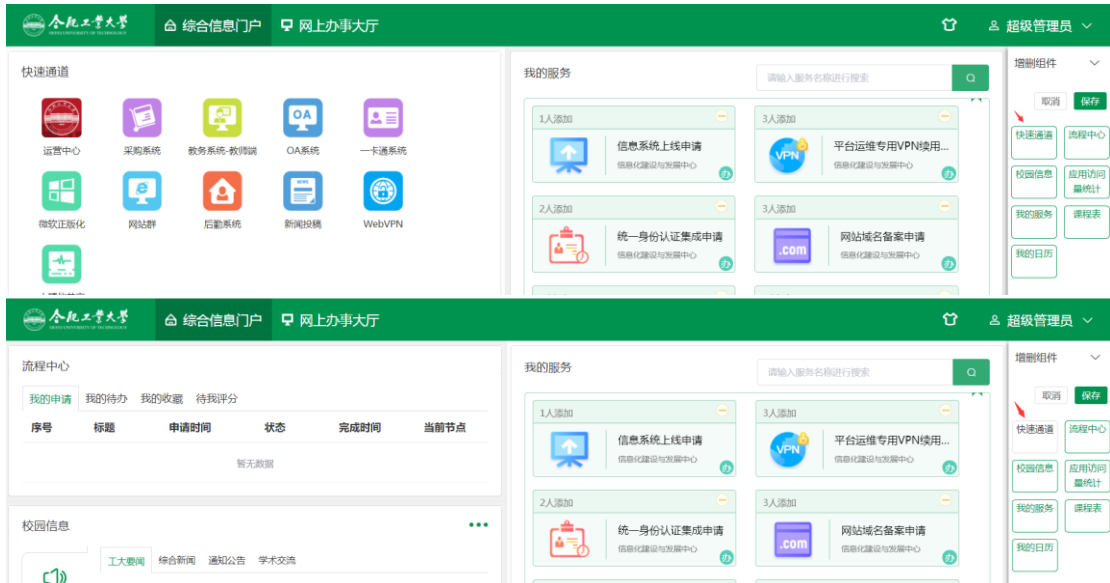 合肥工业大学 综合信息门户 网上办事大厅 超级管理员
快速通道
运营中心 采购系统 教务系统-教师端 OA系统 一卡通系统
OA
微软正版化 网站群 后勤系统 新闻投稿 WebVPN
NEWS
我的服务 请输入服务名称进行搜索
1人添加 3人添加
信息系统上线申请 平台运维专用VPN续用...
信息化建设与发展中心 信息化建设与发展中心
VPN
办 办
2人添加 3人添加
统一身份认证集成申请 网站域名备案申请
信息化建设与发展中心 信息化建设与发展中心
.com
办 办
增删组件
取消 保存
快速通道 流程中心
校园信息 应用访问量统计
我的服务 课程表
我的日历
合肥工业大学 综合信息门户 网上办事大厅 超级管理员
流程中心
我的申请 我的待办 我的收藏 待我评分
序号 标题 申请时间 状态 完成时间 当前节点
暂无数据
校园信息
工大要闻 综合新闻 通知公告 学术交流
我的服务 请输入服务名称进行搜索
1人添加 3人添加
信息系统上线申请 平台运维专用VPN续用...
信息化建设与发展中心 信息化建设与发展中心
VPN
办 办
2人添加 3人添加
统一身份认证集成申请 网站域名备案申请
信息化建设与发展中心 信息化建设与发展中心
.com
办 办
增删组件
取消 保存
快速通道 流程中心
校园信息 应用访问量统计
我的服务 课程表
我的日历